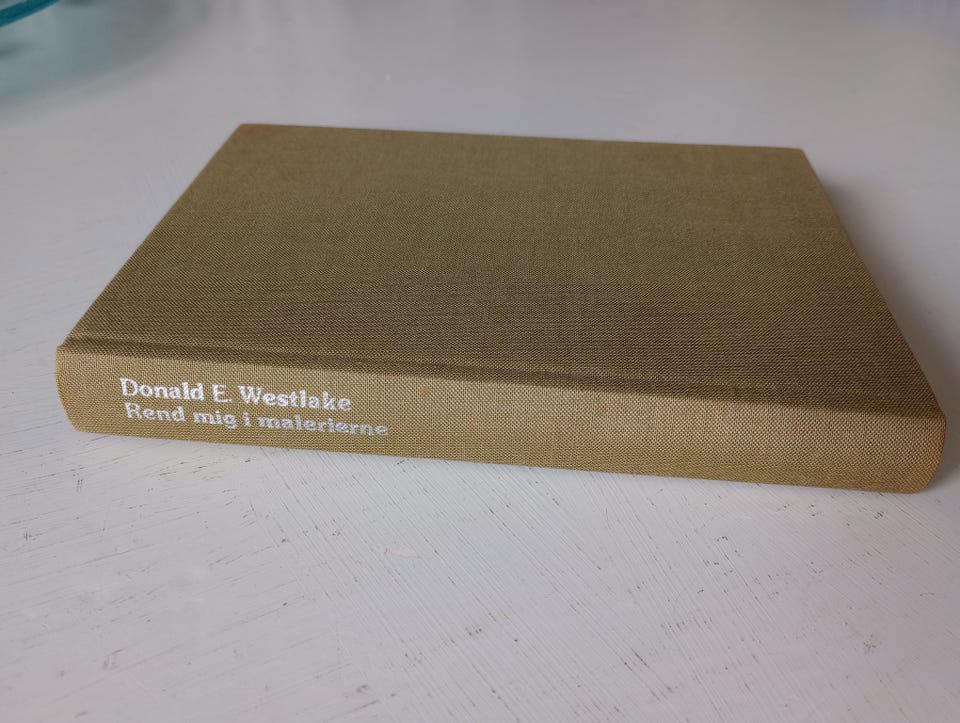 Donald E. Westlake
Rend mig i malerierne